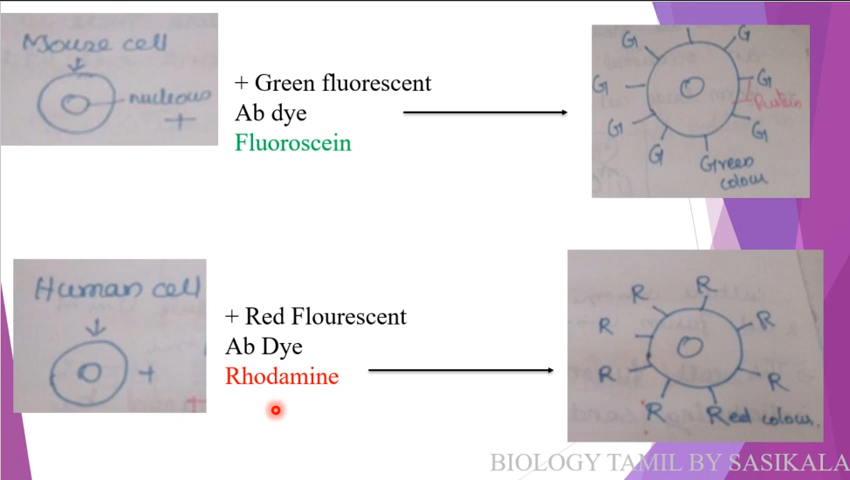 Mouse cell
nucleous
+
+ Green fluorescent
Ab dye
Fluoroscein
G
G
G
G
G
G
G
Protein
Green
colour
Human cell
+
+ Red Flourescent
Ab Dye
Rhodamine
R
R
R
R
R
R
R
Red colour.
BIOLOGY TAMIL BY SASIKALA